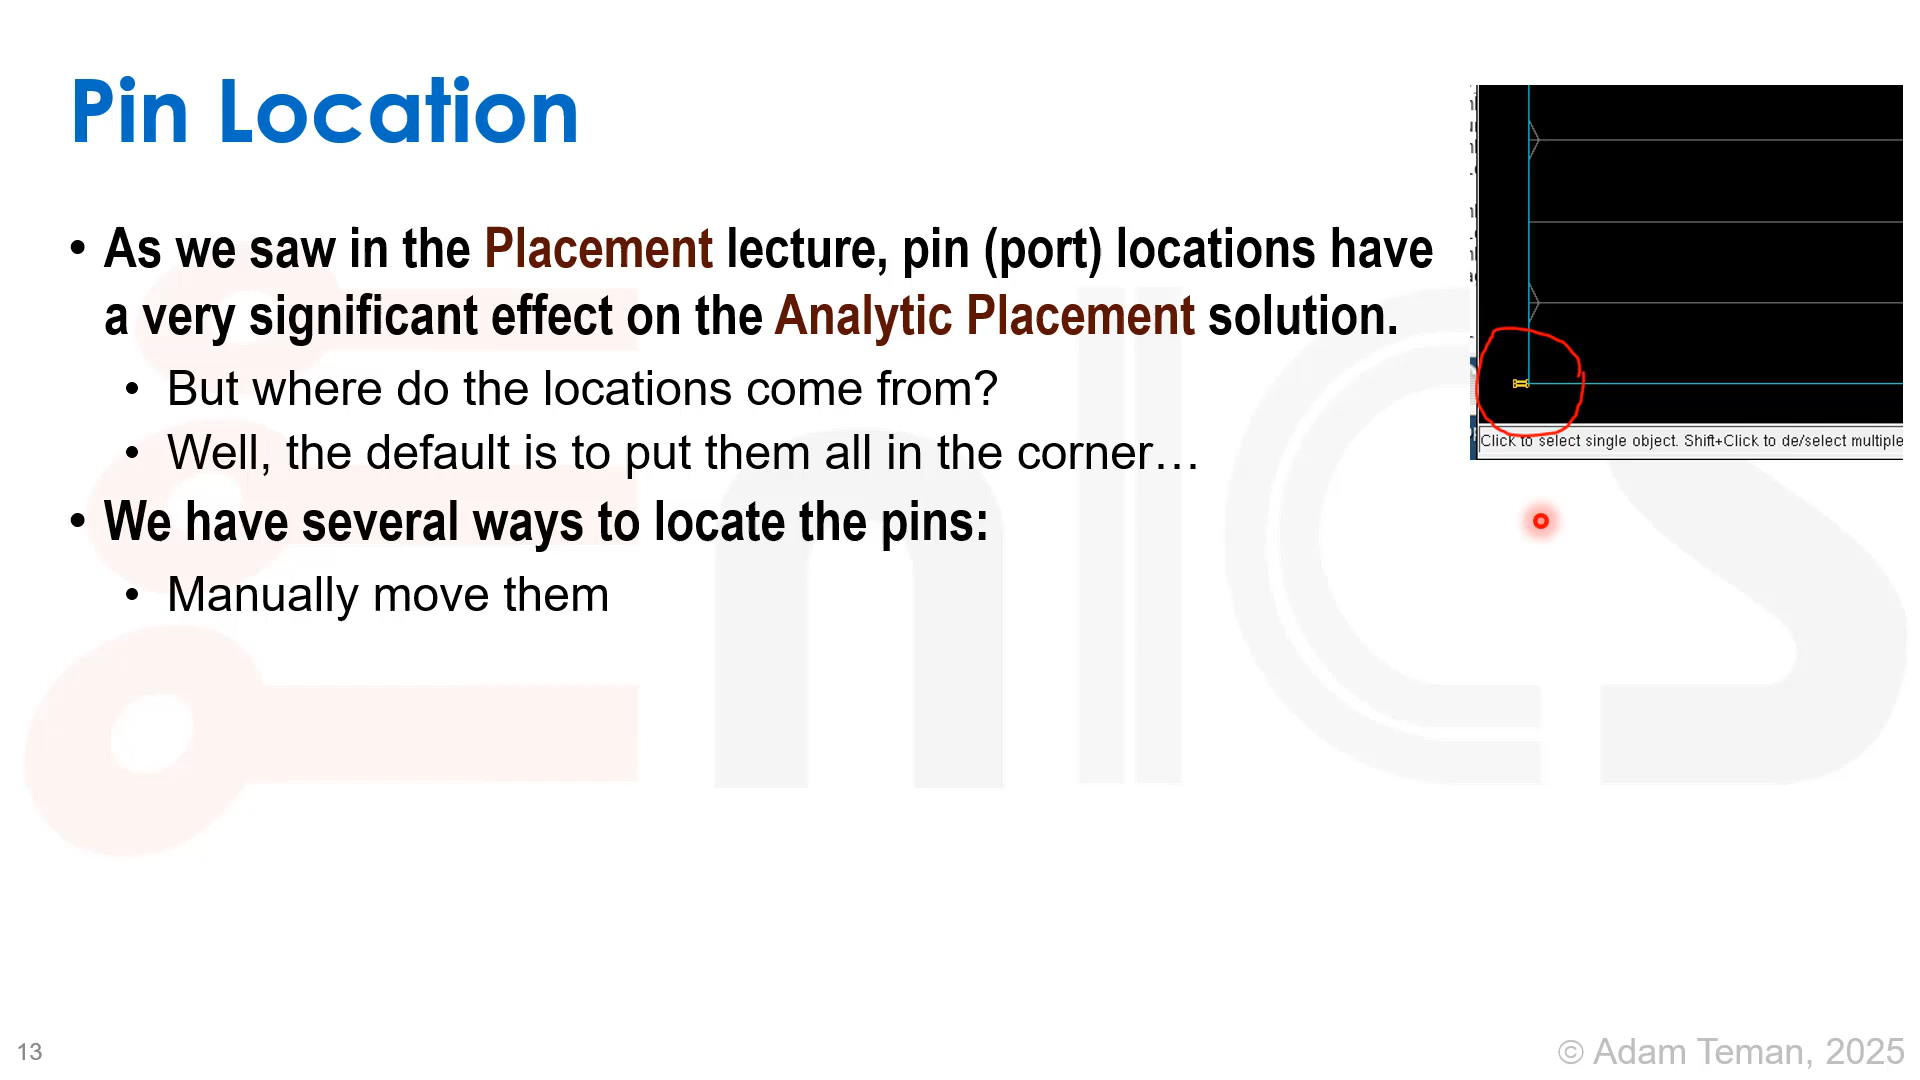 Pin Location
• As we saw in the Placement lecture, pin (port) locations have
a very significant effect on the Analytic Placement solution.
• But where do the locations come from?
• Well, the default is to put them all in the corner…
• We have several ways to locate the pins:
• Manually move them
Click to select single object. Shift+Click to de/select multiple
enICS
13
© Adam Teman, 2025